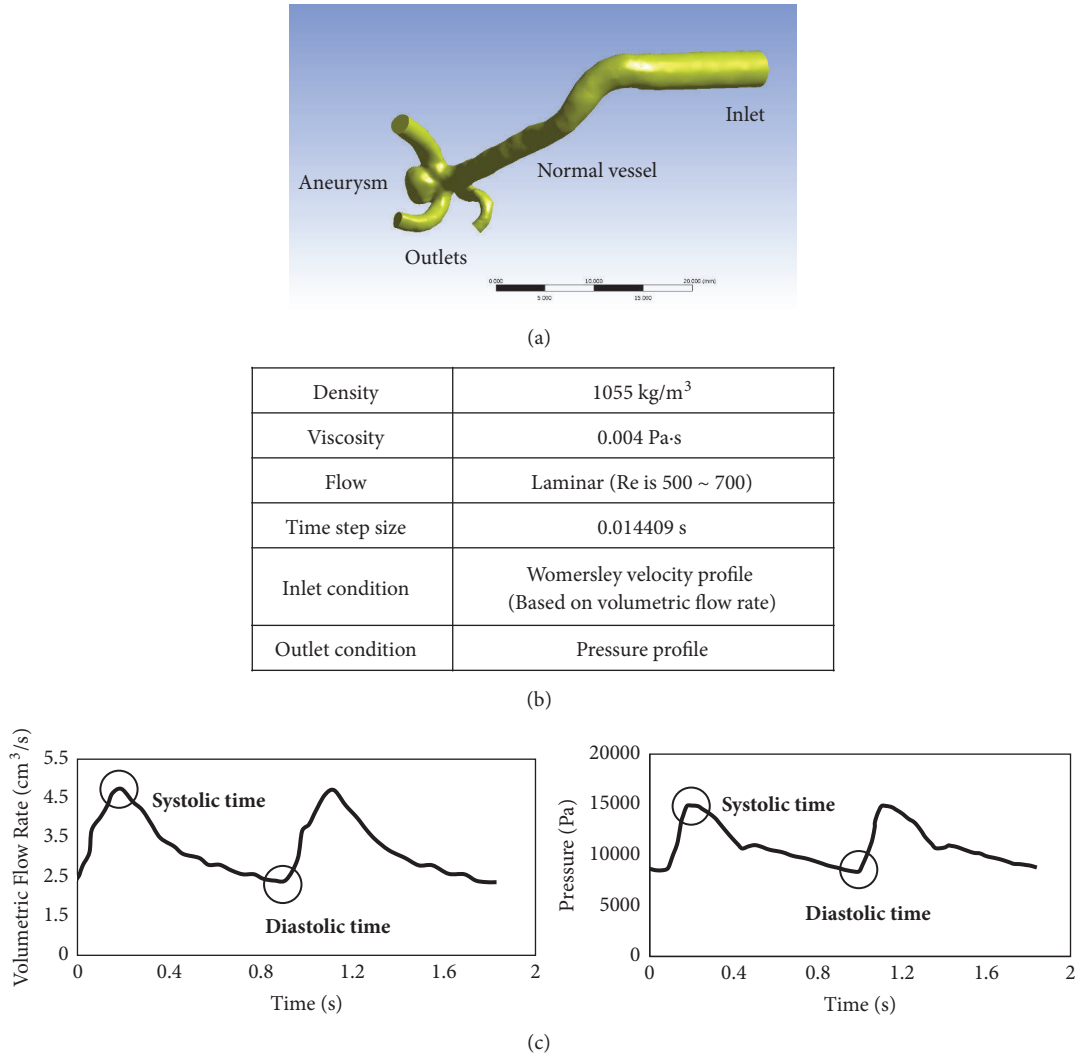 Inlet
Normal vessel
Aneurysm
Outlets
0.000 10.000 20.000 (mm)
5.000 15.000
(a)
Density 1055 kg/m³
Viscosity 0.004 Pa·s
Flow Laminar (Re is 500 ~ 700)
Time step size 0.014409 s
Inlet condition Womersley velocity profile
(Based on volumetric flow rate)
Outlet condition Pressure profile
(b)
Volumetric Flow Rate (cm³/s)
5.5
4.5
3.5
2.5
1.5
0
Systolic time
Diastolic time
0 0.4 0.8 1.2 1.6 2
Time (s)
Pressure (Pa)
20000
15000
10000
5000
0
Systolic time
Diastolic time
0 0.4 0.8 1.2 1.6 2
Time (s)
(c)